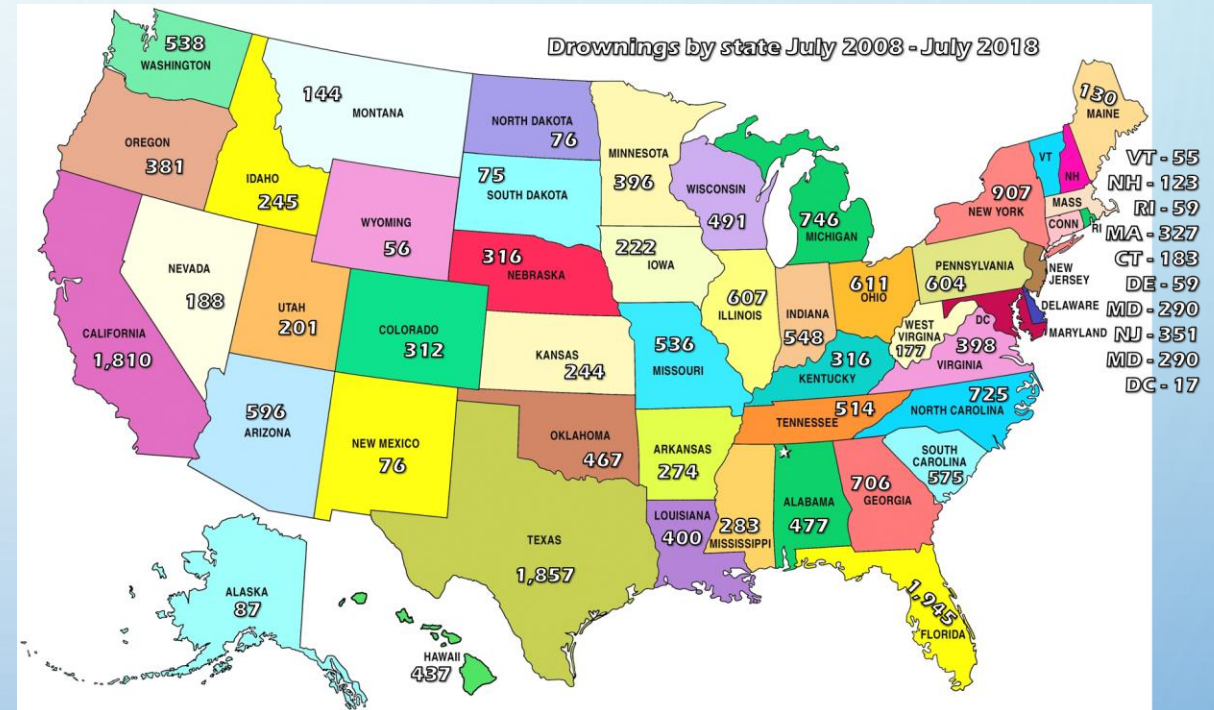 Drownings by state July 2008 - July 2018
538
WASHINGTON
OREGON
381
CALIFORNIA
1,810
NEVADA
188
IDAHO
245
144
MONTANA
WYOMING
56
UTAH
201
COLORADO
312
596
ARIZONA
NEW MEXICO
76
NORTH DAKOTA
76
75
SOUTH DAKOTA
316
NEBRASKA
KANSAS
244
OKLAHOMA
467
TEXAS
1,857
MINNESOTA
396
222
IOWA
536
MISSOURI
ARKANSAS
274
LOUISIANA
400
WISCONSIN
491
607
ILLINOIS
746
MICHIGAN
INDIANA
548
611
OHIO
316
KENTUCKY
514
TENNESSEE
283
MISSISSIPPI
ALABAMA
477
706
GEORGIA
1,945
FLORIDA
SOUTH
CAROLINA
575
725
NORTH CAROLINA
398
VIRGINIA
WEST
VIRGINA
177
PENNSYLVANIA
604
907
NEW YORK
130
MAINE
VT
NH
MASS
CONN
RI
NEW
JERSEY
DELAWARE
MARYLAND
DC
VT - 55
NH - 123
RI - 59
MA - 327
CT - 183
DE - 59
MD - 290
NJ - 351
MD - 290
DC - 17
ALASKA
87
HAWAII
437